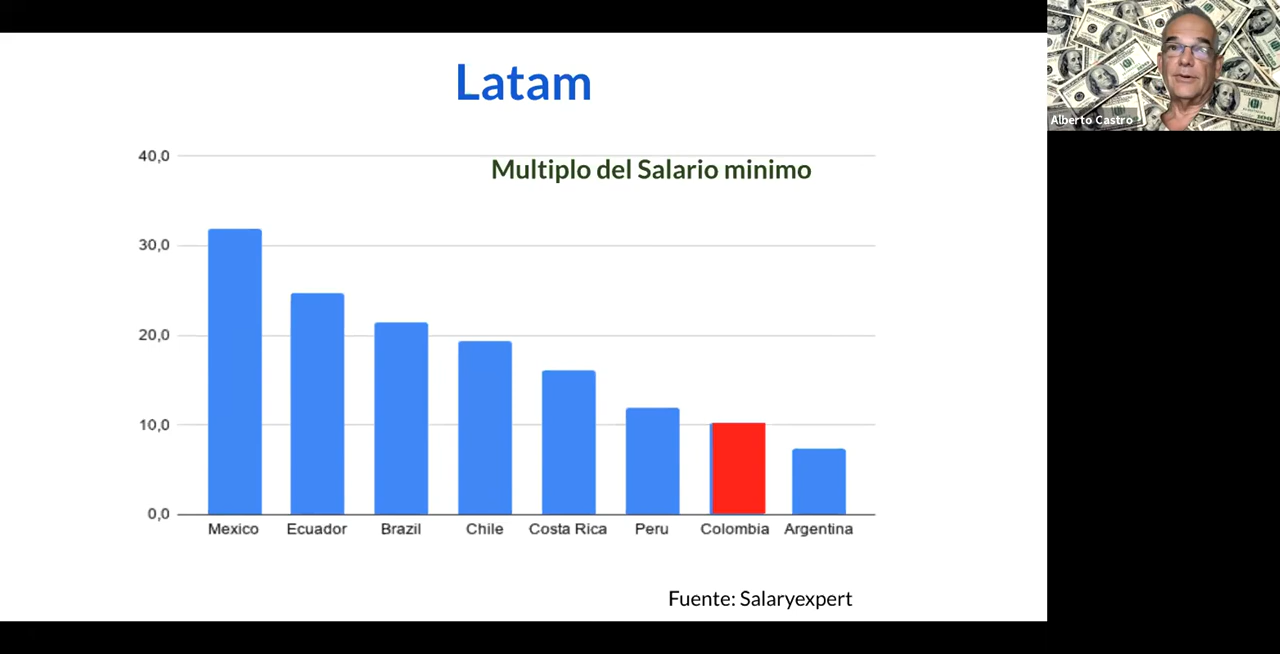 Latam
Multiplo del Salario minimo
40,0
30,0
20,0
10,0
0,0
Mexico Ecuador Brazil Chile Costa Rica Peru Colombia Argentina
Fuente: Salaryexpert
Alberto Castro